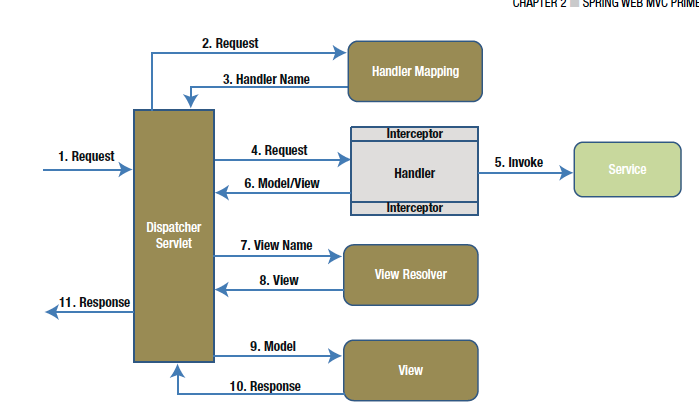 CHAPTER 2 SPRING WEB MVC PRIME
2. Request
Handler Mapping
3. Handler Name
1. Request
4. Request
Interceptor
Handler
5. Invoke
Service
6. Model/View
Interceptor
Dispatcher
Servlet
7. View Name
View Resolver
8. View
11. Response
9. Model
View
10. Response